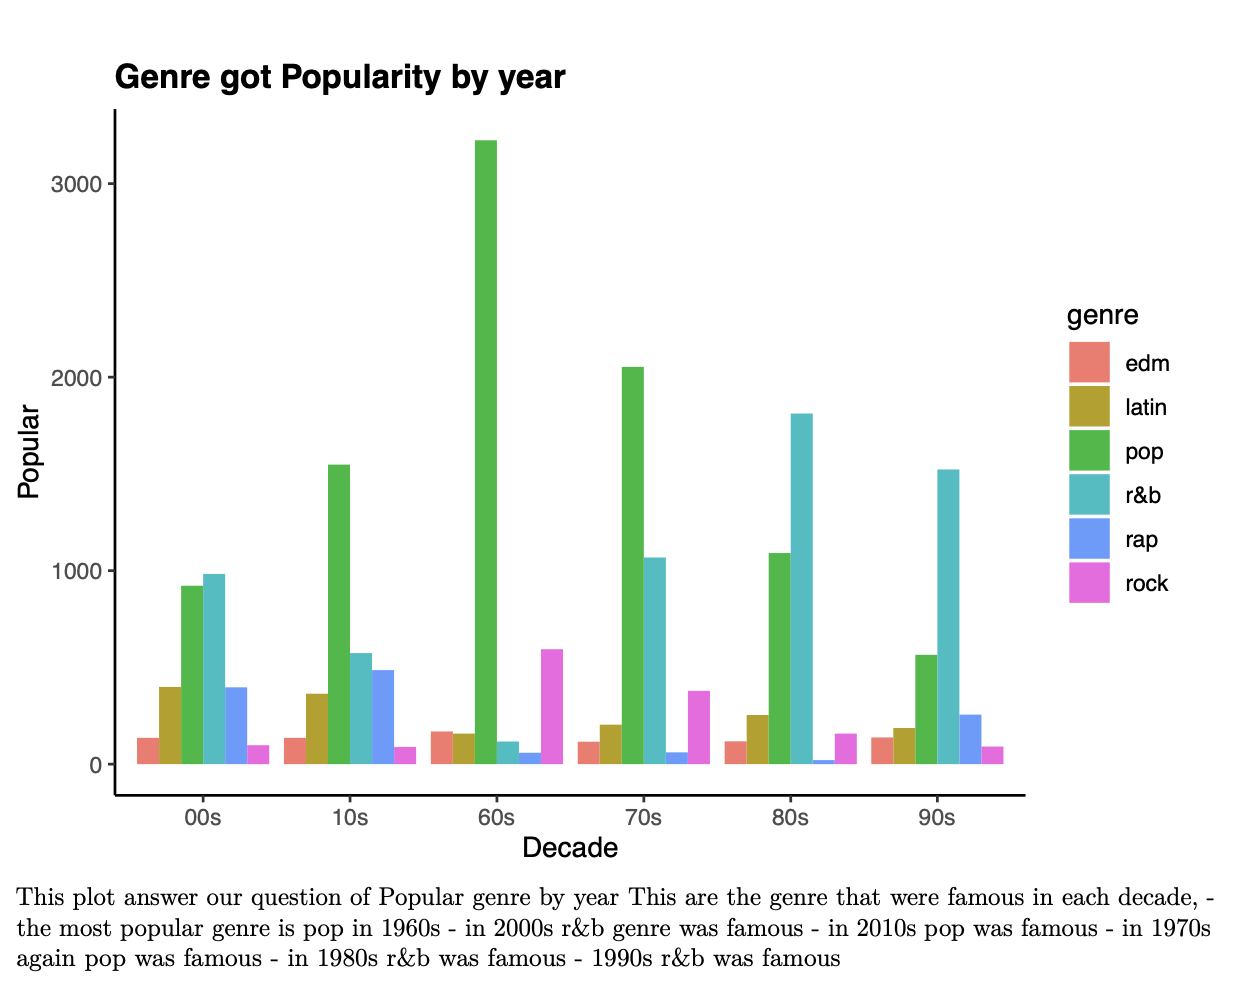 Genre got Popularity by year
Popular
3000
2000
1000
0
00s
10s
60s
70s
80s
90s
Decade
genre
edm
latin
pop
r&b
rap
rock
This plot answer our question of Popular genre by year This are the genre that were famous in each decade, -
the most popular genre is pop in 1960s - in 2000s r&b genre was famous - in 2010s pop was famous - in 1970s
again pop was famous - in 1980s r&b was famous - 1990s r&b was famous